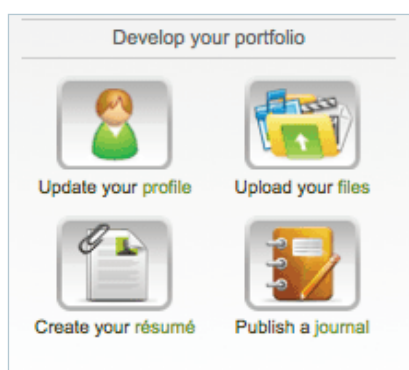 Develop your portfolio
Update your profile
Upload your files
Create your résumé
Publish a journal